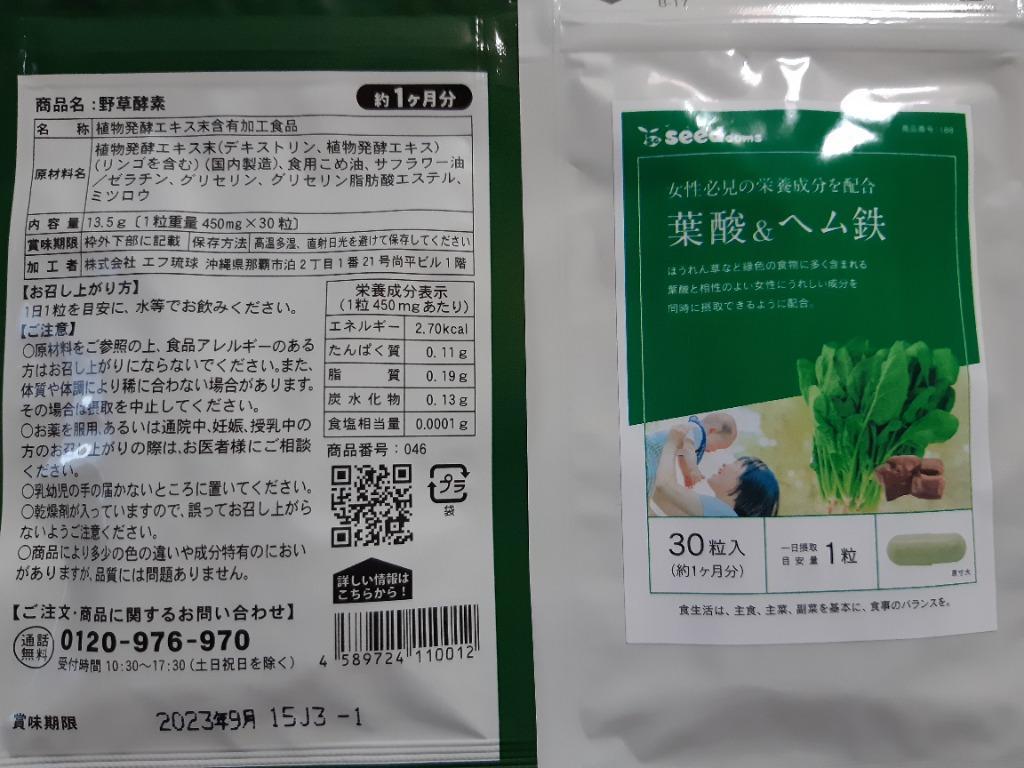 商品名：野草酵素
約1ヶ月分
名　称 植物発酵エキス末含有加工食品
原材料名 植物発酵エキス末(デキストリン、植物発酵エキス)
(リンゴを含む)(国内製造)、食用こめ油、サフラワー油
／ゼラチン、グリセリン、グリセリン脂肪酸エステル、
ミツロウ
内容量 13.5g〔1粒重量 450mg×30粒〕
賞味期限 枠外下部に記載 保存方法 高温多湿、直射日光を避けて保存してください
加工者 株式会社 エフ琉球 沖縄県那覇市泊2丁目1番21号尚平ビル1階
【お召し上がり方】
1日1粒を目安に、水等でお飲みください。
【ご注意】
○原材料をご参照の上、食品アレルギーのある
方はお召し上がりにならないでください。また、
体質や体調により稀に合わない場合があります。
その場合は摂取を中止してください。
○お薬を服用、あるいは通院中、妊娠、授乳中の
方のお召し上がりの際は、お医者様にご相談
ください。
○乳幼児の手の届かないところに置いてください。
○乾燥剤が入っていますので、誤ってお召し上がら
ないようご注意ください。
○商品により多少の色の違いや成分特有のにおい
がありますが、品質には問題ありません。
栄養成分表示
(1粒450mgあたり)
エネルギー 2.70kcal
たんぱく質 0.11g
脂　質 0.19g
炭水化物 0.13g
食塩相当量 0.0001g
商品番号：046
プラ
袋
詳しい情報は
こちらから！
【ご注文・商品に関するお問い合わせ】
通話
無料
0120-976-970
受付時間 10:30〜17:30(土日祝日を除く)
4 589724 110012
賞味期限 2023年9月 15J3 -1
B-17
seedcoms
商品番号:188
女性必見の栄養成分を配合
葉酸&ヘム鉄
ほうれん草など緑色の食物に多く含まれる
葉酸と相性のよい女性にうれしい成分を
同時に摂取できるように配合。
30粒入
(約1ヶ月分)
一日摂取
目安量 1粒
原寸大
食生活は、主食、主菜、副菜を基本に、食事のバランスを。